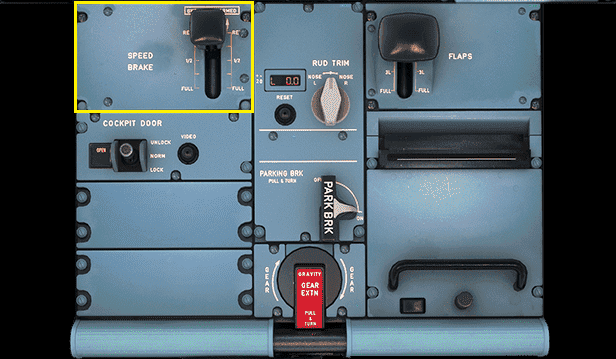 SPEED
BRAKE
RE
RE
1/2
1/2
FULL
FULL
RUD TRIM
NOSE L
NOSE R
L 0.0
RESET
FLAPS
3L
3L
FULL
FULL
COCKPIT DOOR
OPEN
UNLOCK
NORM
LOCK
VIDEO
PARKING BRK
PULL & TURN
OFF
ON
PARK BRK
GEAR
GRAVITY
GEAR
EXTN
PULL
&
TURN
GEAR